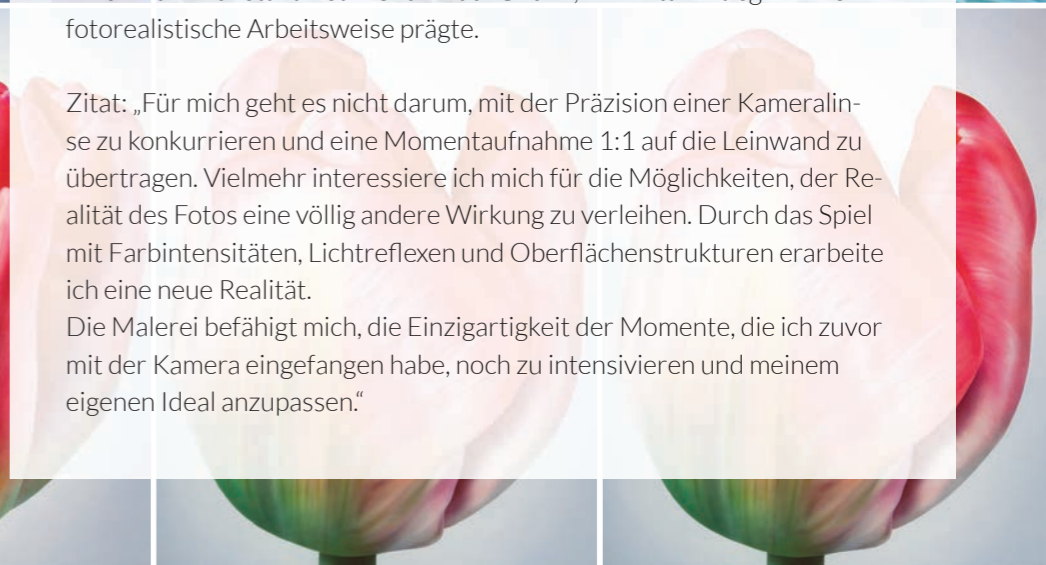 fotorealistische Arbeitsweise prägte.
Zitat: „Für mich geht es nicht darum, mit der Präzision einer Kameralin-
se zu konkurrieren und eine Momentaufnahme 1:1 auf die Leinwand zu
übertragen. Vielmehr interessiere ich mich für die Möglichkeiten, der Re-
alität des Fotos eine völlig andere Wirkung zu verleihen. Durch das Spiel
mit Farbintensitäten, Lichtreflexen und Oberflächenstrukturen erarbeite
ich eine neue Realität.
Die Malerei befähigt mich, die Einzigartigkeit der Momente, die ich zuvor
mit der Kamera eingefangen habe, noch zu intensivieren und meinem
eigenen Ideal anzupassen.“